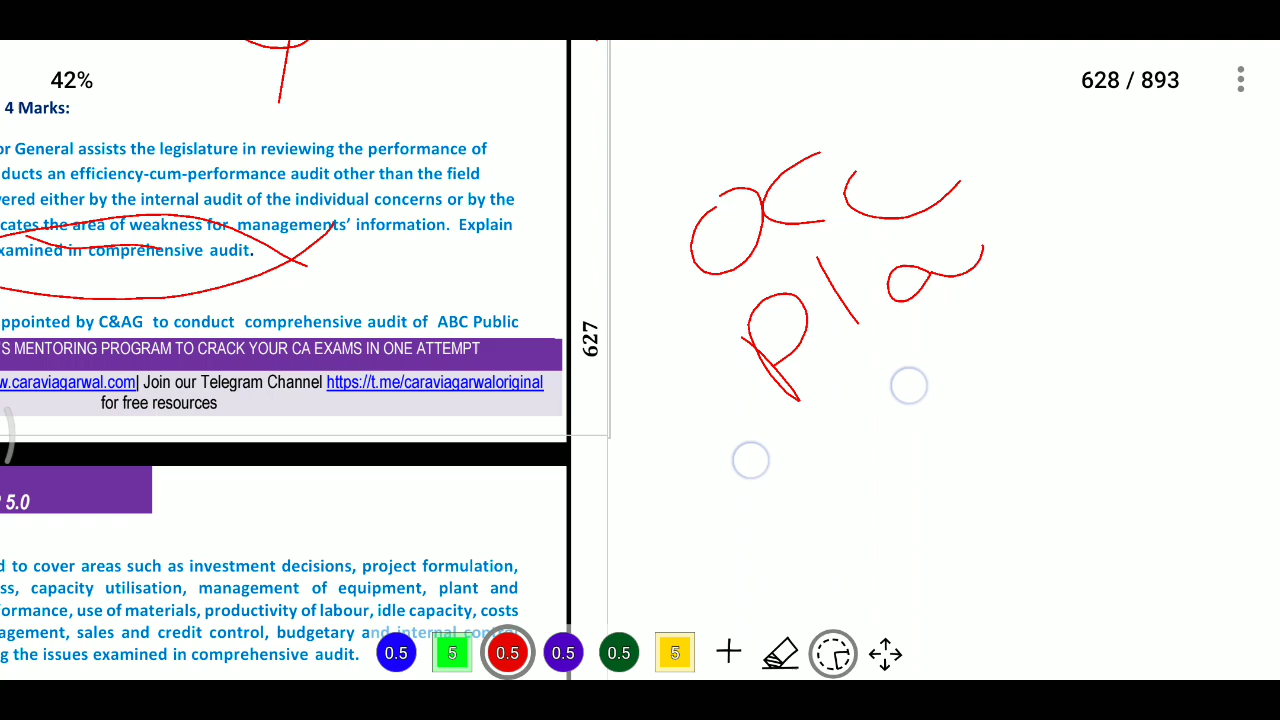 42%
628 / 893
4 Marks:
or General assists the legislature in reviewing the performance of
ducts an efficiency-cum-performance audit other than the field
vered either by the internal audit of the individual concerns or by the
cates the area of weakness for managements' information. Explain
examined in comprehensive audit.
ppointed by C&AG to conduct comprehensive audit of ABC Public
'S MENTORING PROGRAM TO CRACK YOUR CA EXAMS IN ONE ATTEMPT
w.caraviagarwal.com| Join our Telegram Channel https://t.me/caraviagarwaloriginal
for free resources
627
5.0
d to cover areas such as investment decisions, project formulation,
ss, capacity utilisation, management of equipment, plant and
formance, use of materials, productivity of labour, idle capacity, costs
agement, sales and credit control, budgetary and internal control
g the issues examined in comprehensive audit.
0.5 5 0.5 0.5 0.5 5